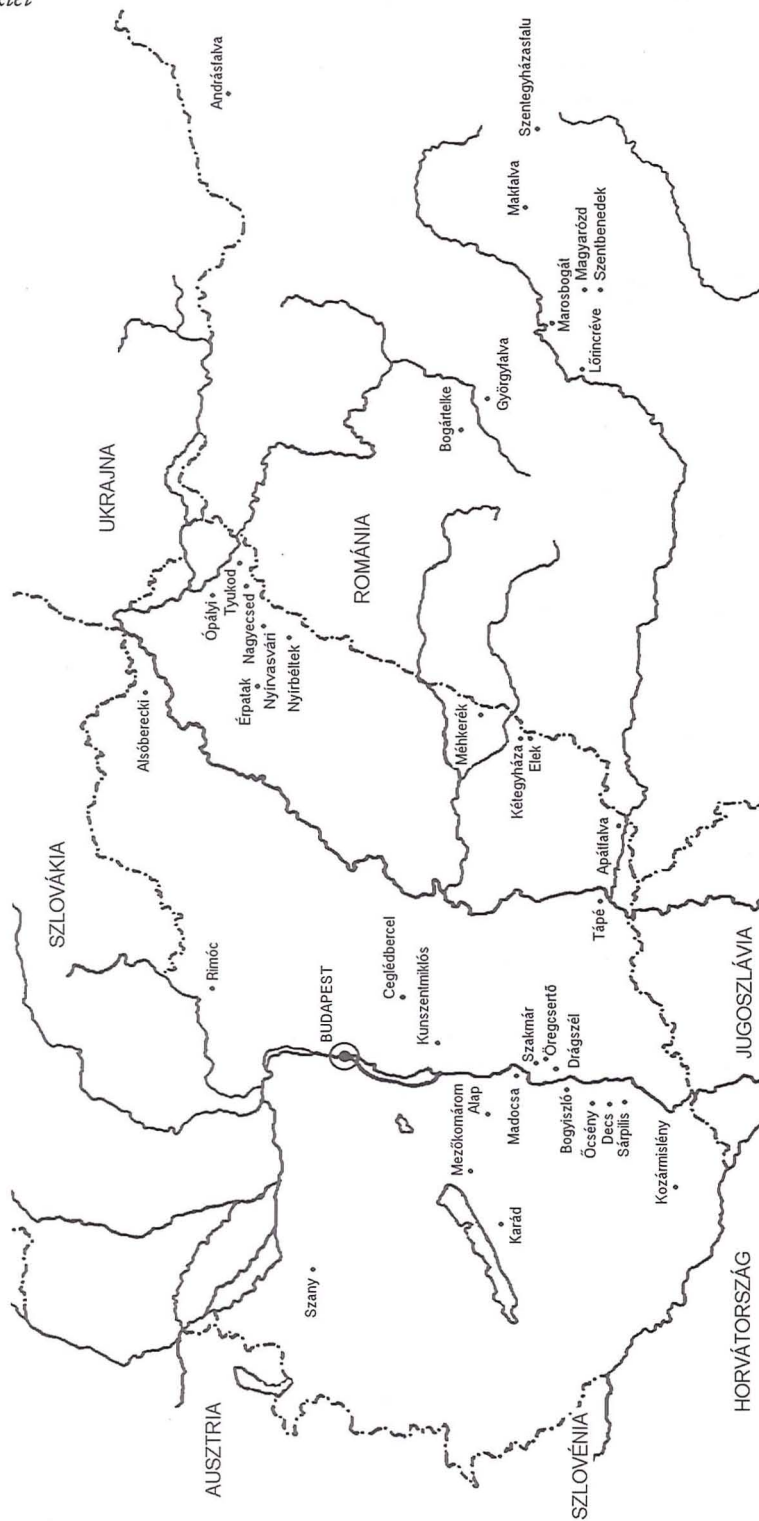 AUSZTRIA
SZLOVÁKIA
UKRAJNA
ROMÁNIA
JUGOSZLÁVIA
HORVÁTORSZÁG
SZLOVÉNIA
BUDAPEST
Szany
Rimóc
Alsóberecki
Ópályi
Tyukod
Nagyecsed
Érpatak
Nyírvasvári
Nyírbéltek
Andrásfalva
Ceglédbercel
Kunszentmiklós
Mezőkomárom
Alap
Karád
Madocsa
Szakmár
Öregcsertő
Drágszél
Bogyiszló
Őcsény
Decs
Sárpilis
Kozármislény
Tápé
Apátfalva
Méhkerék
Kétegyháza
Elek
Bogártelke
Györgyfalva
Marosbogát
Magyarózd
Szentbenedek
Lőrincréve
Makfalva
Szentegyházasfalu